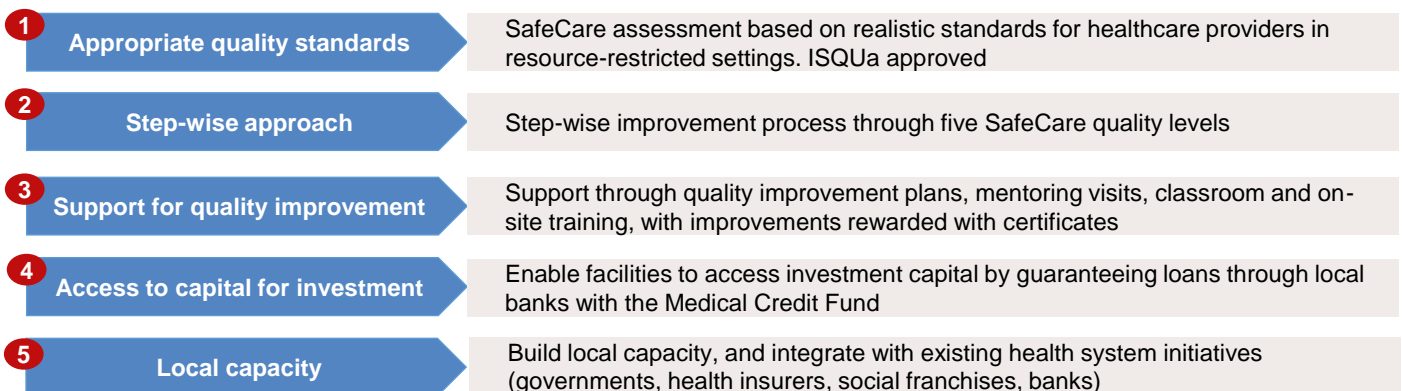 1
Appropriate quality standards
SafeCare assessment based on realistic standards for healthcare providers in
resource-restricted settings. ISQUa approved
2
Step-wise approach
Step-wise improvement process through five SafeCare quality levels
3
Support for quality improvement
Support through quality improvement plans, mentoring visits, classroom and on-
site training, with improvements rewarded with certificates
4
Access to capital for investment
Enable facilities to access investment capital by guaranteeing loans through local
banks with the Medical Credit Fund
5
Local capacity
Build local capacity, and integrate with existing health system initiatives
(governments, health insurers, social franchises, banks)